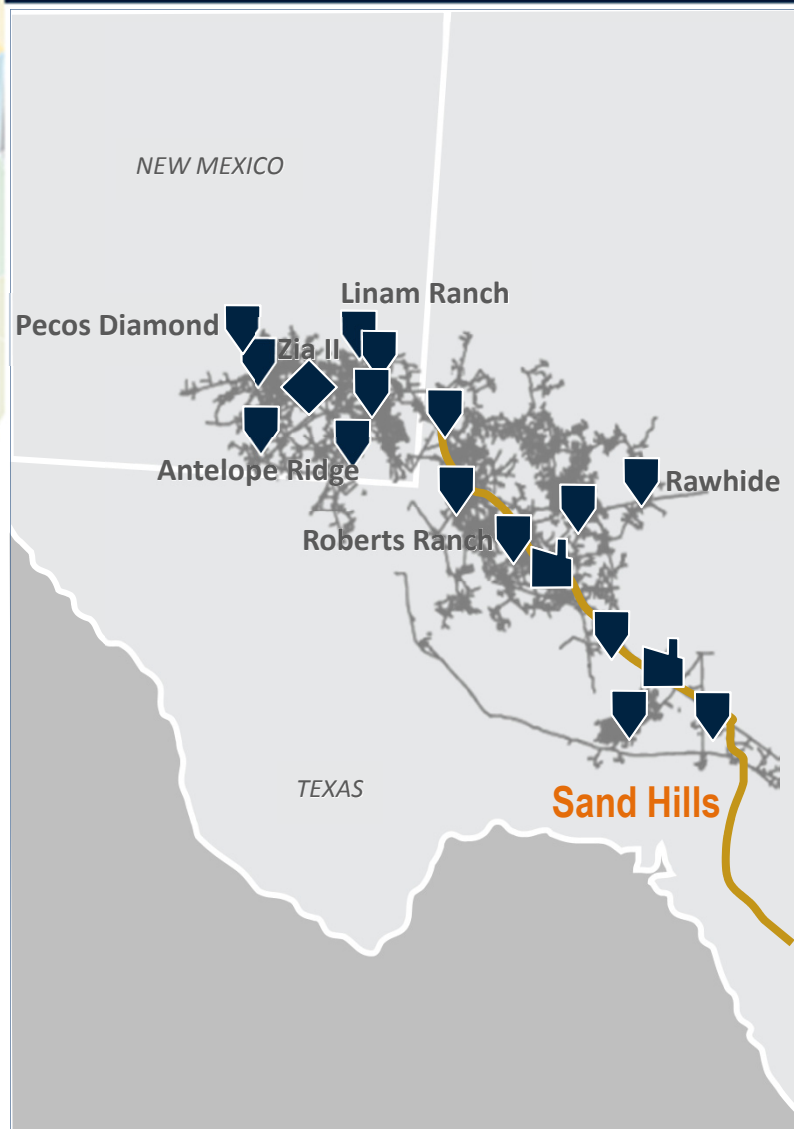 NEW MEXICO
Linam Ranch
Pecos Diamond
Zia II
Antelope Ridge
Rawhide
Roberts Ranch
TEXAS
Sand Hills